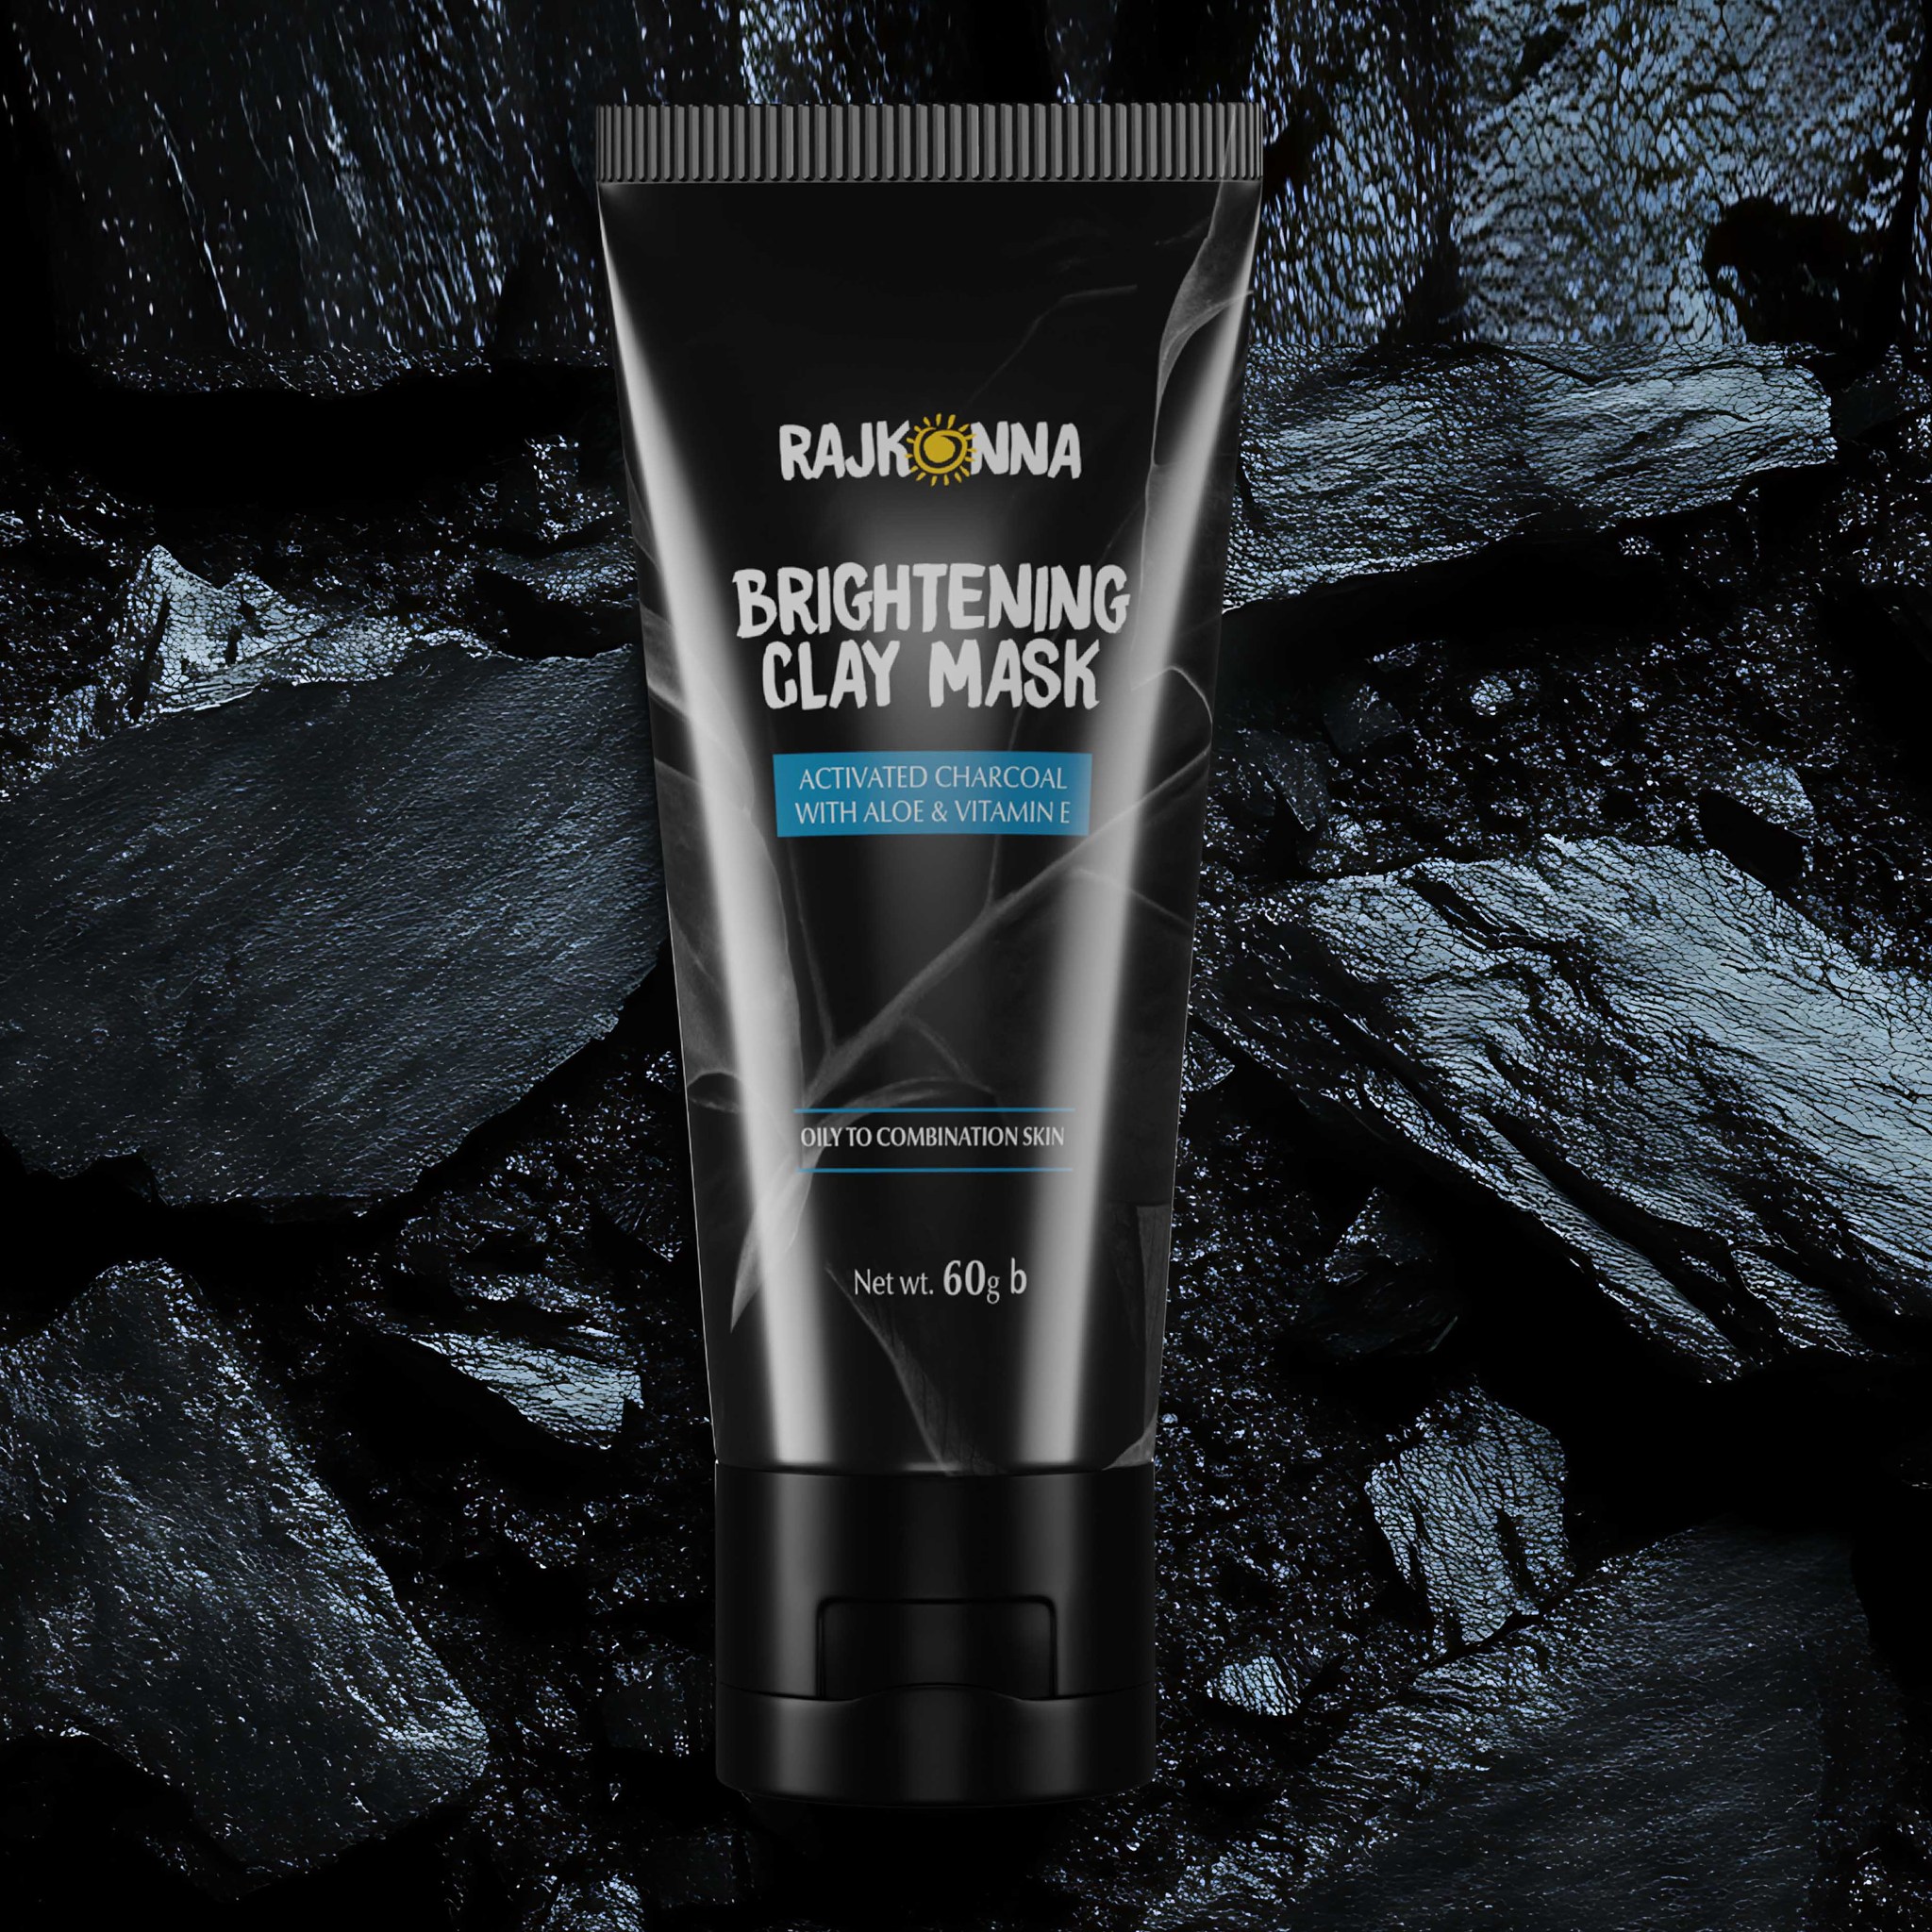 RAJKONNA
BRIGHTENING
CLAY MASK
ACTIVATED CHARCOAL
WITH ALOE & VITAMIN E
OILY TO COMBINATION SKIN
Net wt. 60g b